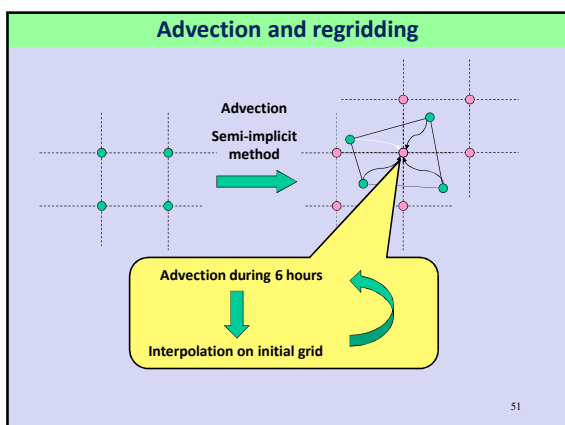 Advection and regridding
Advection
Semi-implicit
method
Advection during 6 hours
Interpolation on initial grid
51